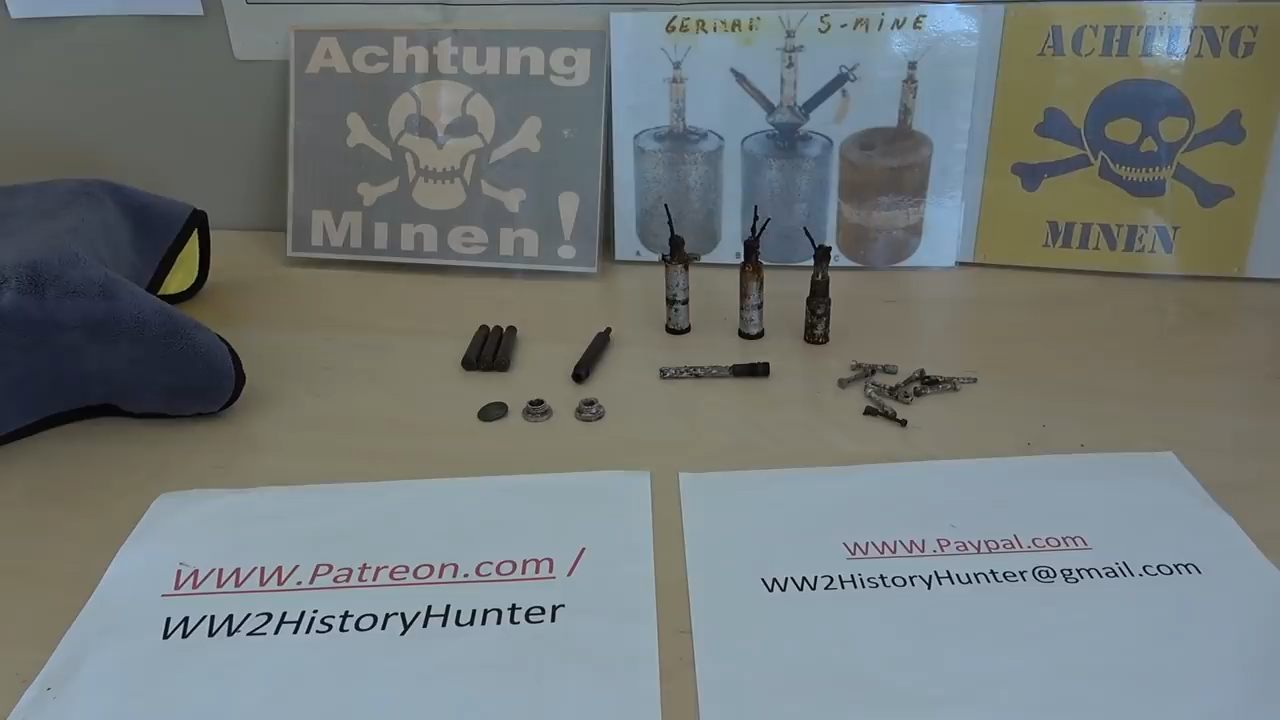 Achtung
Minen!
GERMAN S-MINE
A. B C
ACHTUNG
MINEN
WWW.Patreon.com /
WW2HistoryHunter
WWW.Paypal.com
WW2HistoryHunter@gmail.com